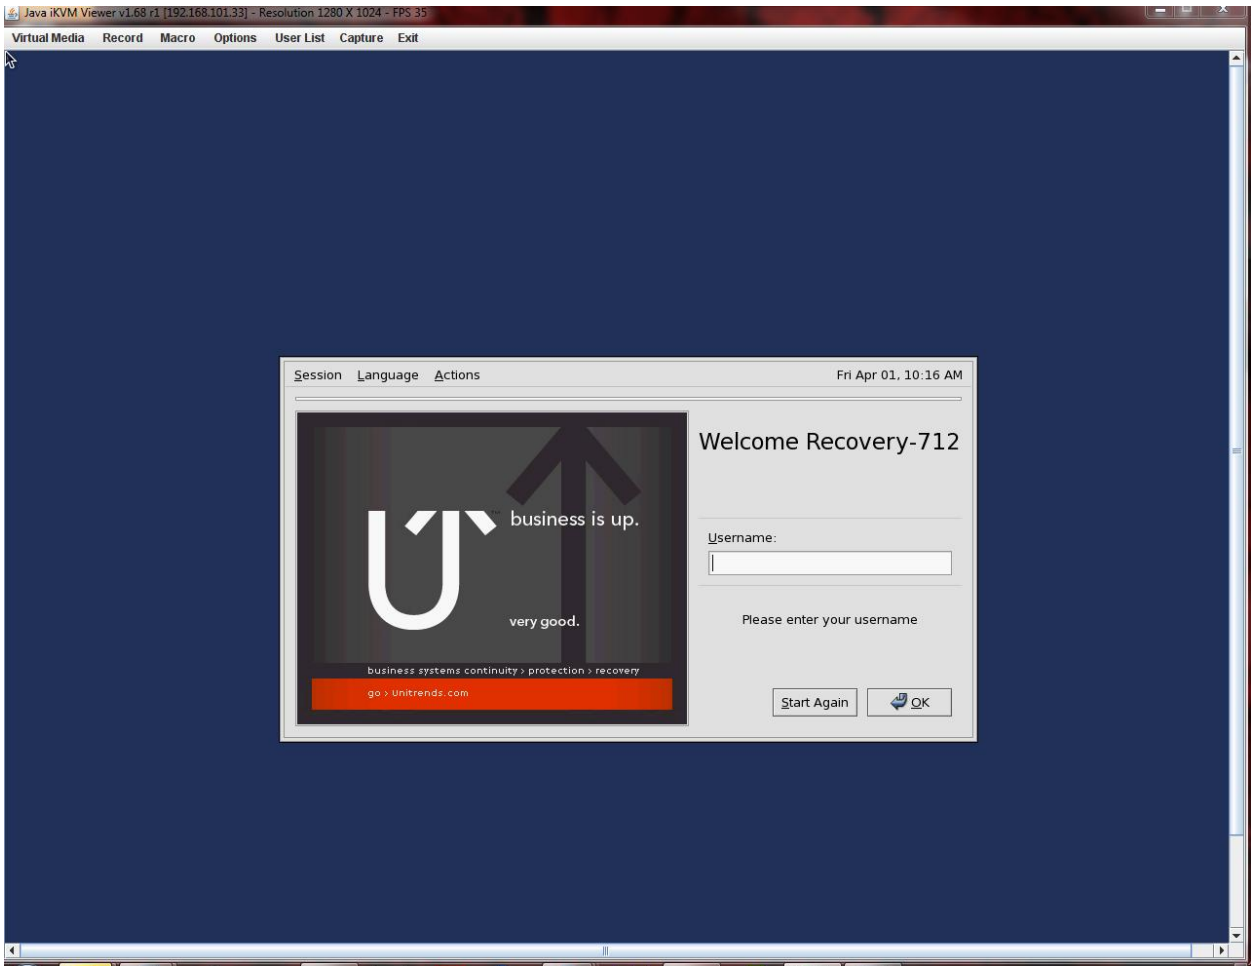 Java iKVM Viewer v1.68 r1 [192.168.101.33] - Resolution 1280 X 1024 - FPS 35
Virtual Media Record Macro Options User List Capture Exit
Session Language Actions Fri Apr 01, 10:16 AM
Welcome Recovery-712
U™ business is up.
very good.
business systems continuity > protection > recovery
go > Unitrends.com
Username:
Please enter your username
Start Again OK